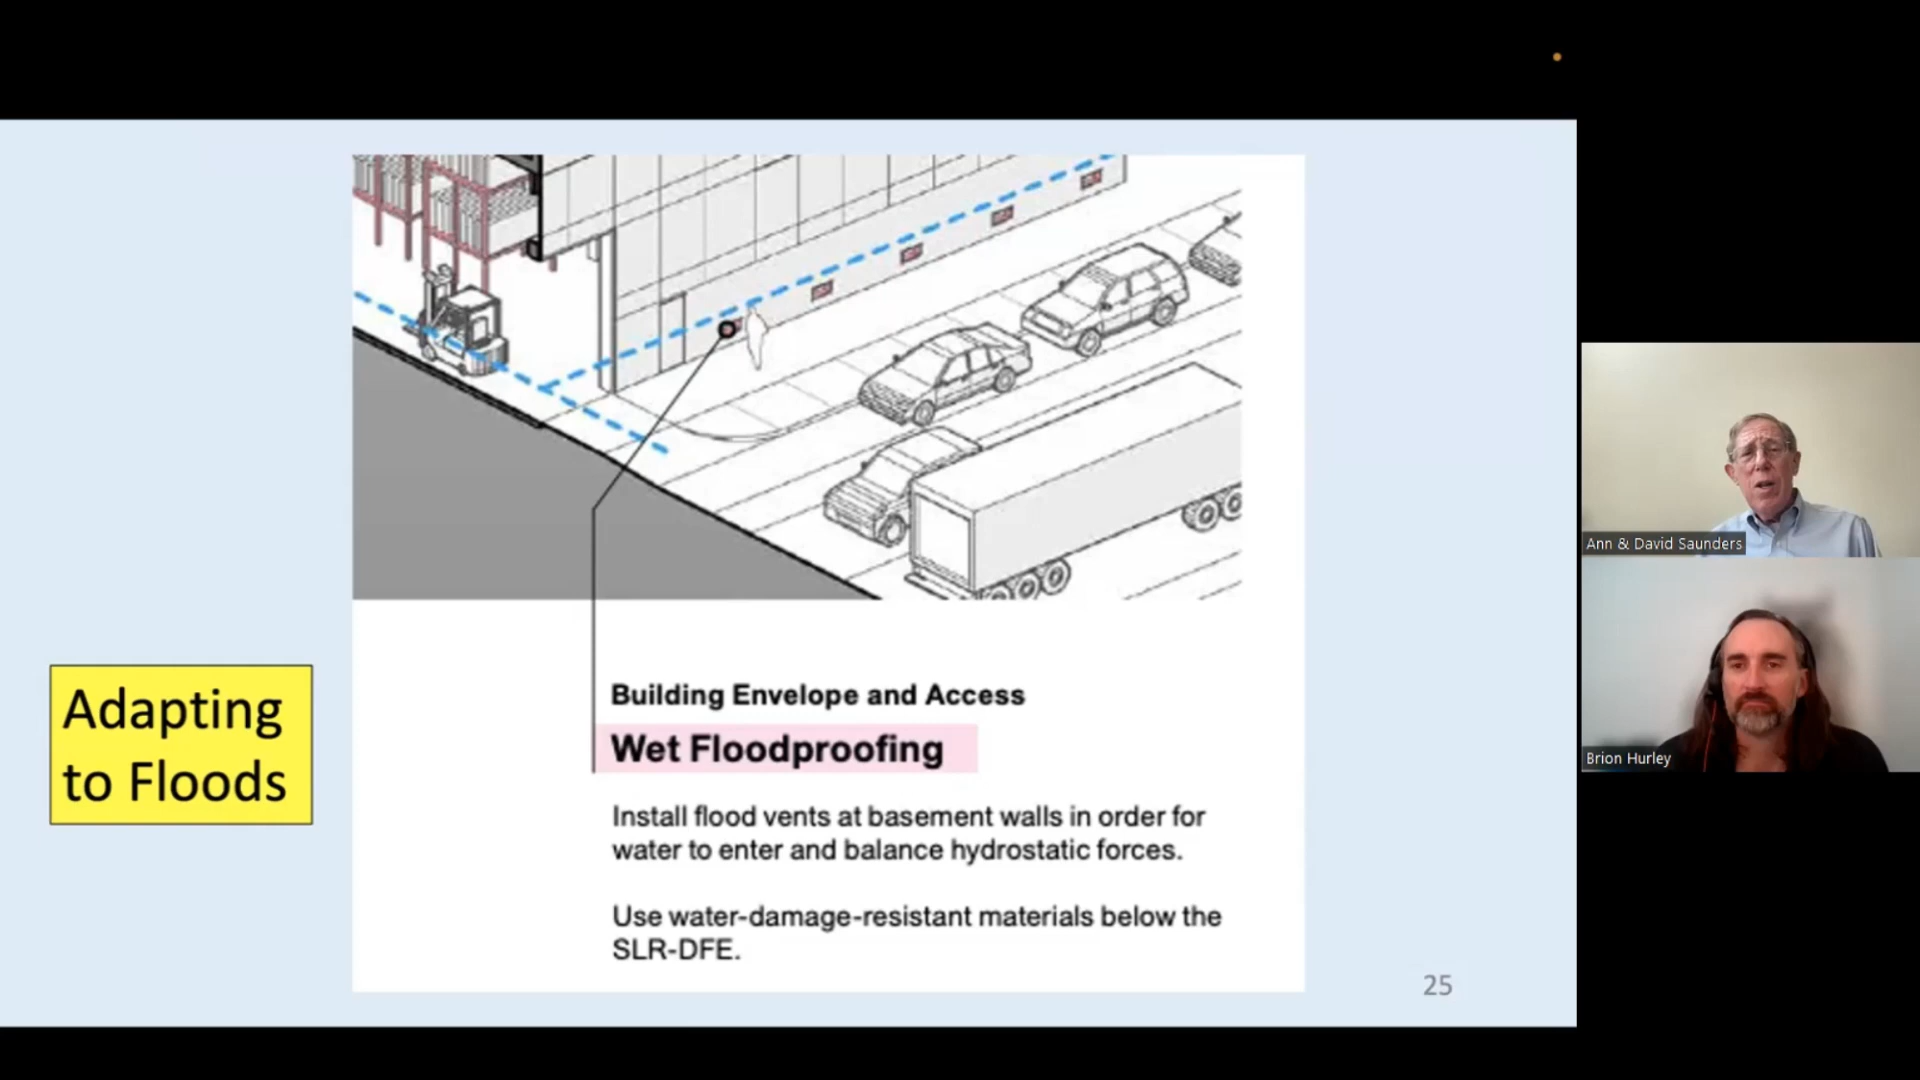 Adapting
to Floods
Building Envelope and Access
Wet Floodproofing
Install flood vents at basement walls in order for
water to enter and balance hydrostatic forces.
Use water-damage-resistant materials below the
SLR-DFE.
25
Ann & David Saunders
Brion Hurley